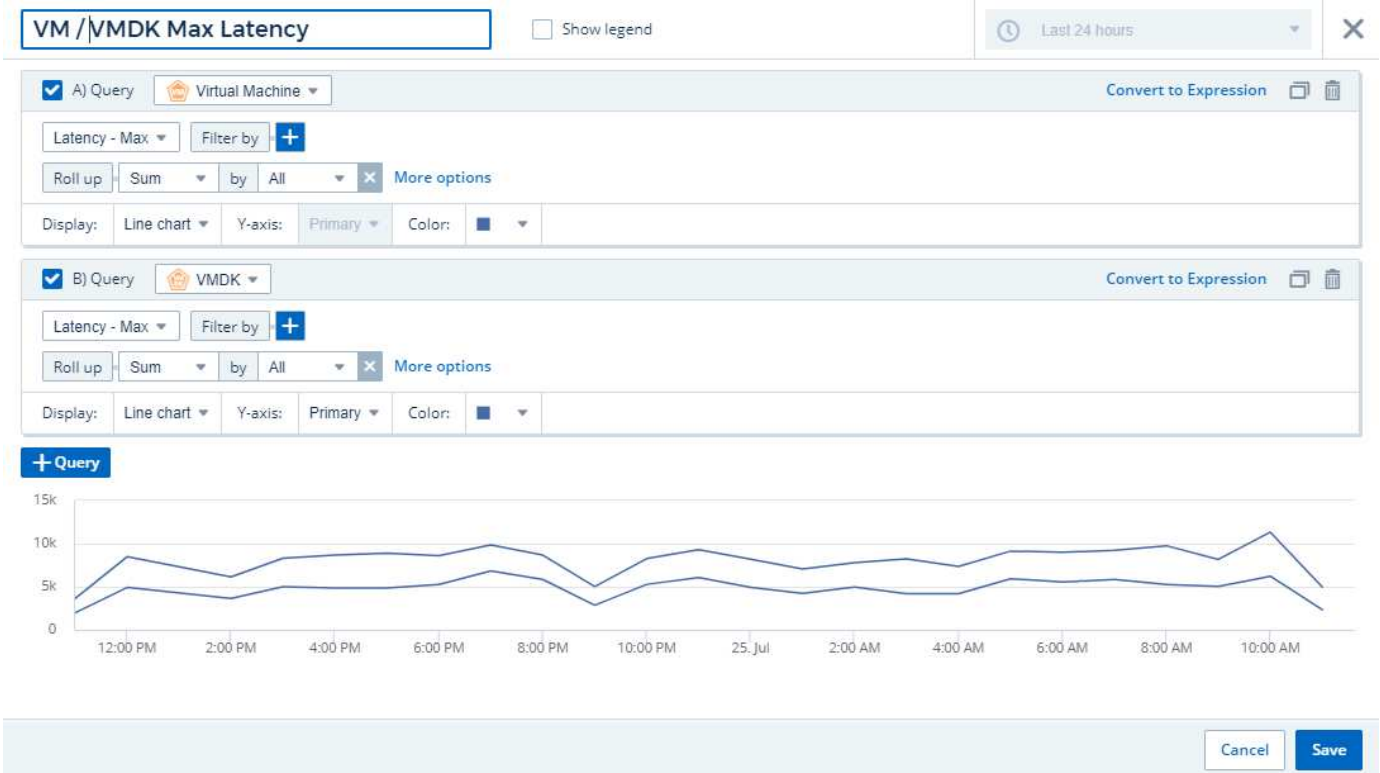 VM / VMDK Max Latency Show legend Last 24 hours
A) Query Virtual Machine Convert to Expression
Latency - Max Filter by +
Roll up Sum by All × More options
Display: Line chart Y-axis: Primary Color:
B) Query VMDK Convert to Expression
Latency - Max Filter by +
Roll up Sum by All × More options
Display: Line chart Y-axis: Primary Color:
+ Query
15k
10k
5k
0
12:00 PM 2:00 PM 4:00 PM 6:00 PM 8:00 PM 10:00 PM 25. Jul 2:00 AM 4:00 AM 6:00 AM 8:00 AM 10:00 AM
Cancel Save